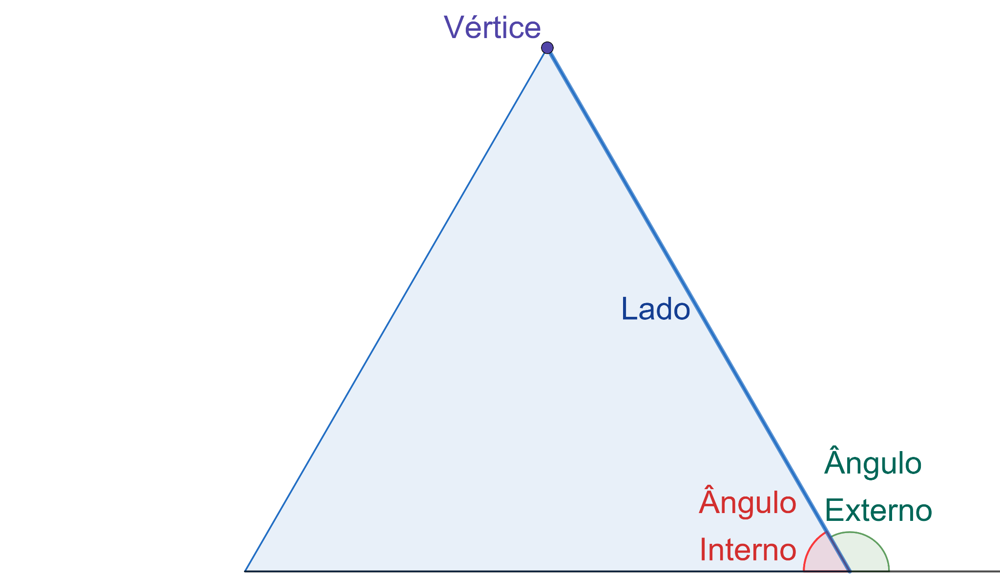 Vértice
Lado
Ângulo
Externo
Ângulo
Interno